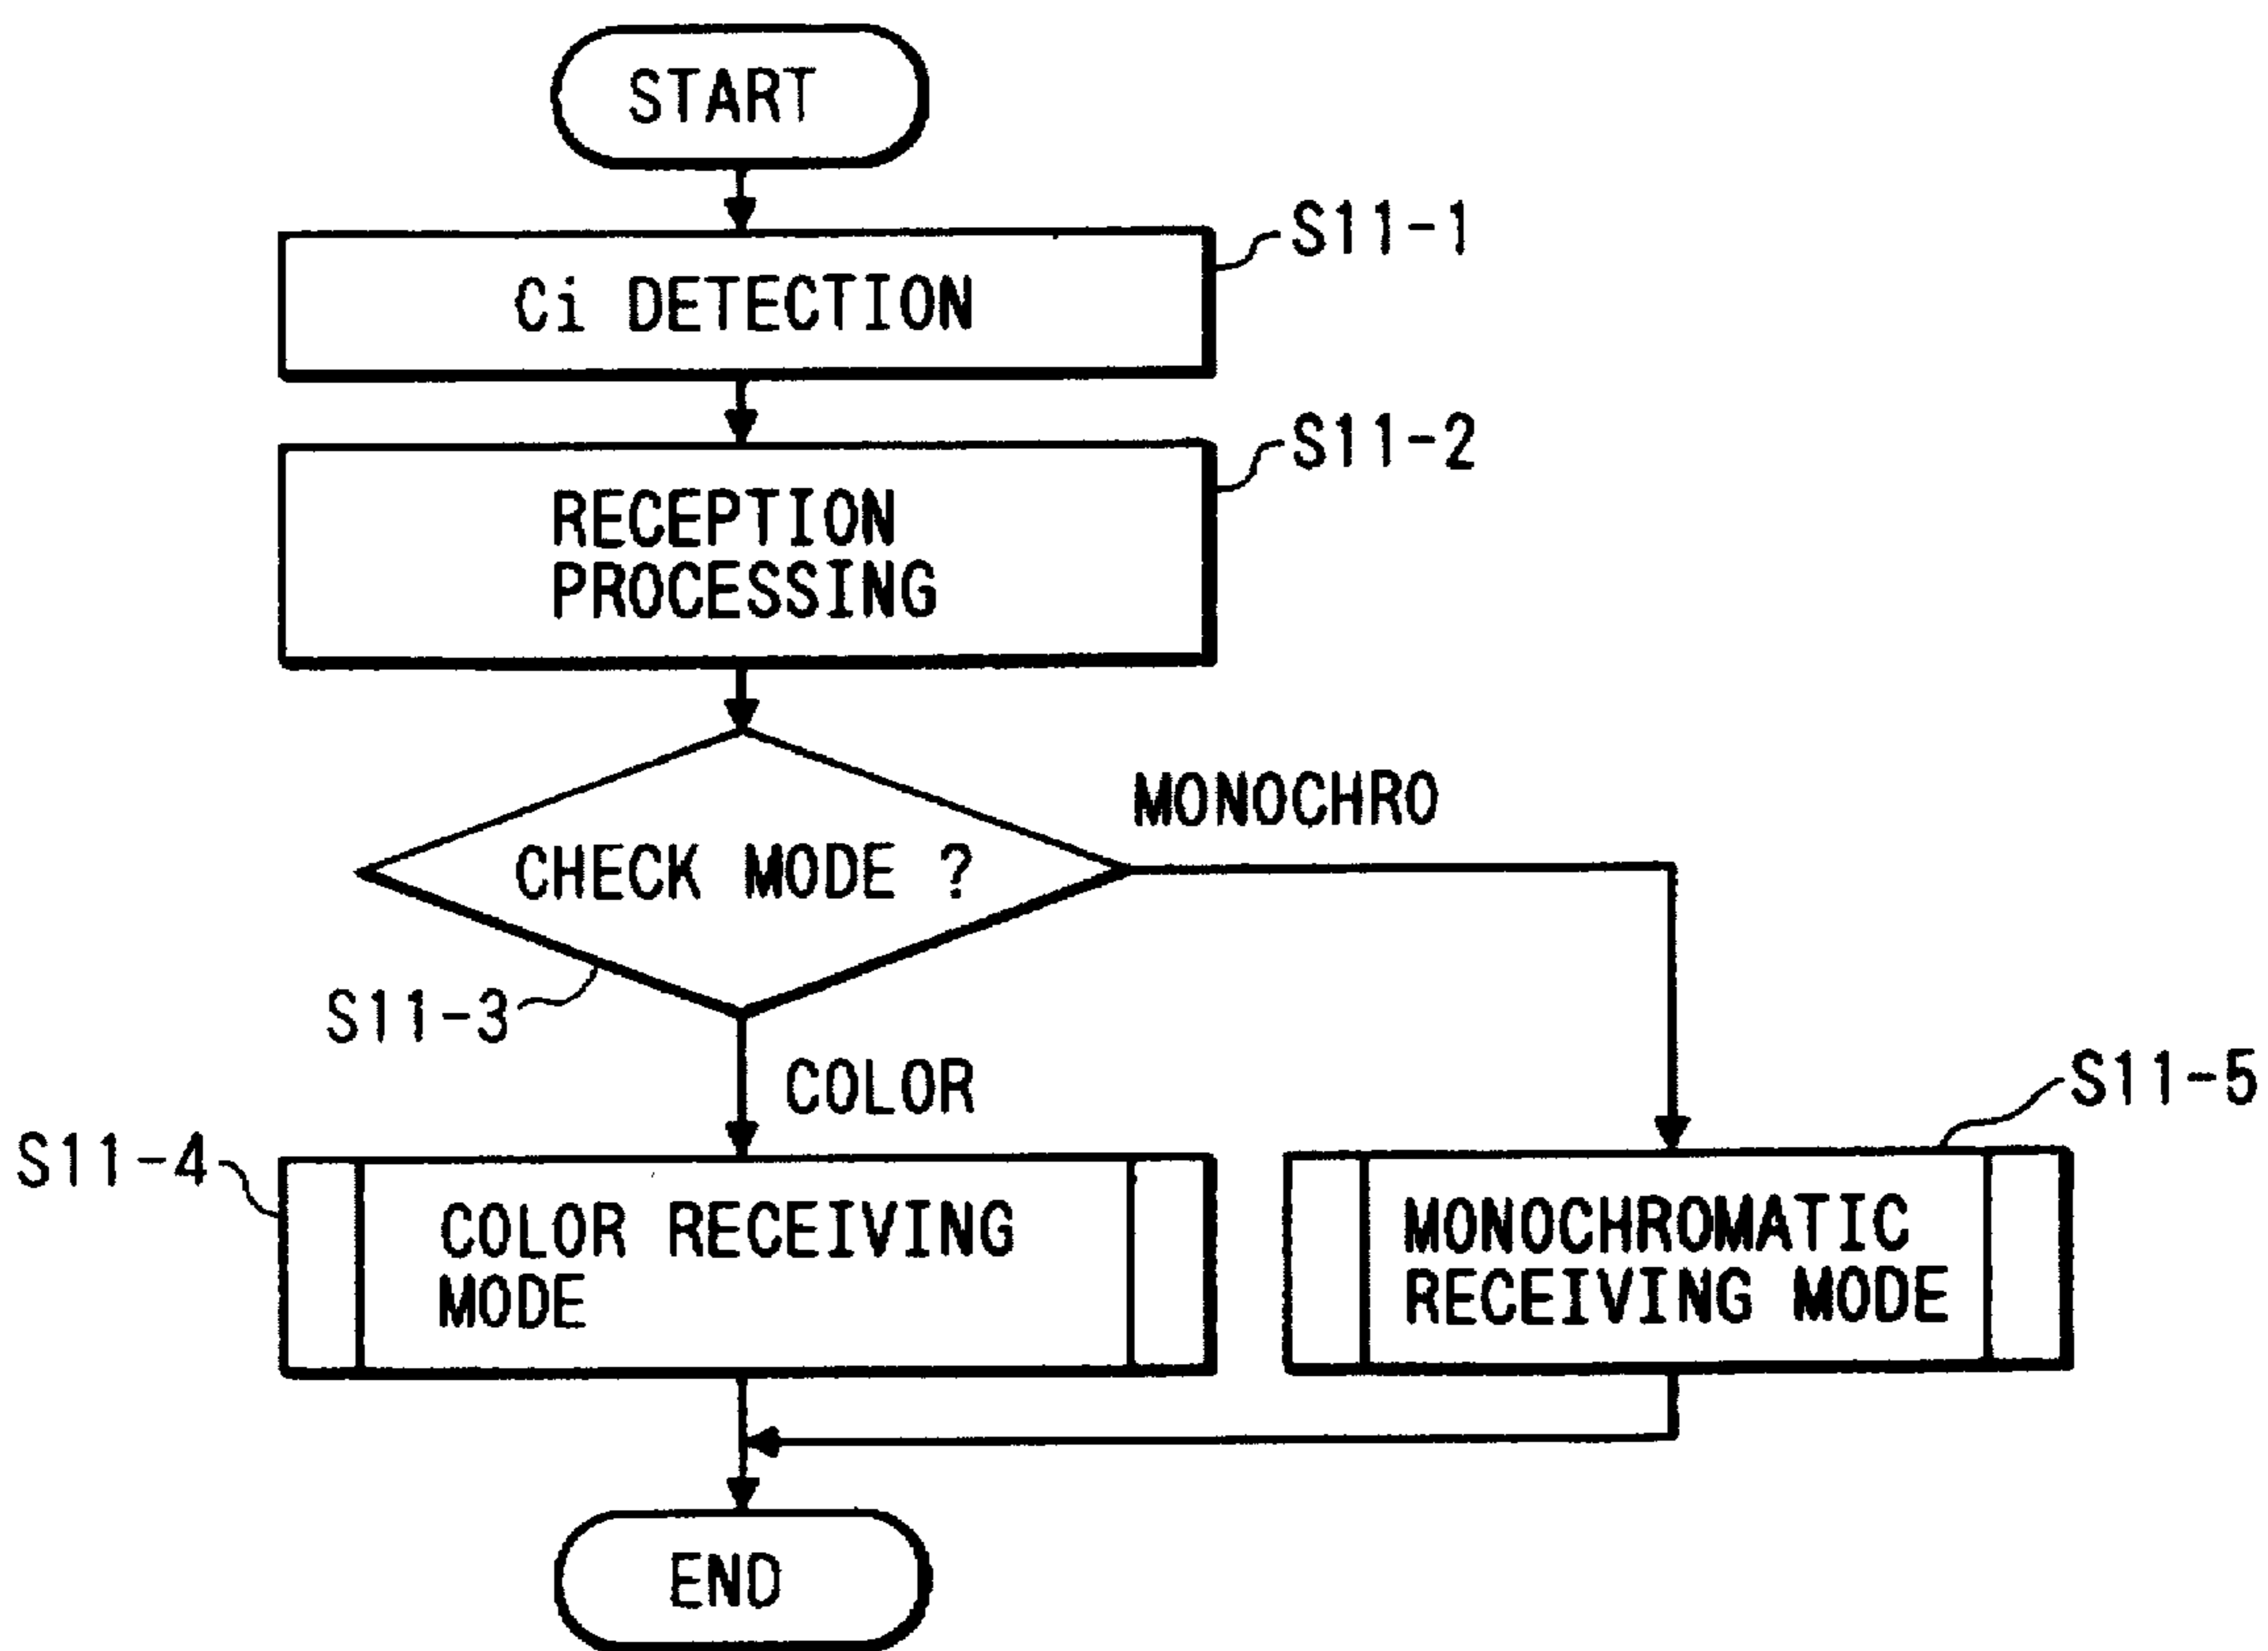 START
S11-1
Ci DETECTION
S11-2
RECEPTION
PROCESSING
MONOCHRO
CHECK MODE ?
S11-3
COLOR
S11-5
S11-4
COLOR RECEIVING
MODE
MONOCHROMATIC
RECEIVING MODE
END